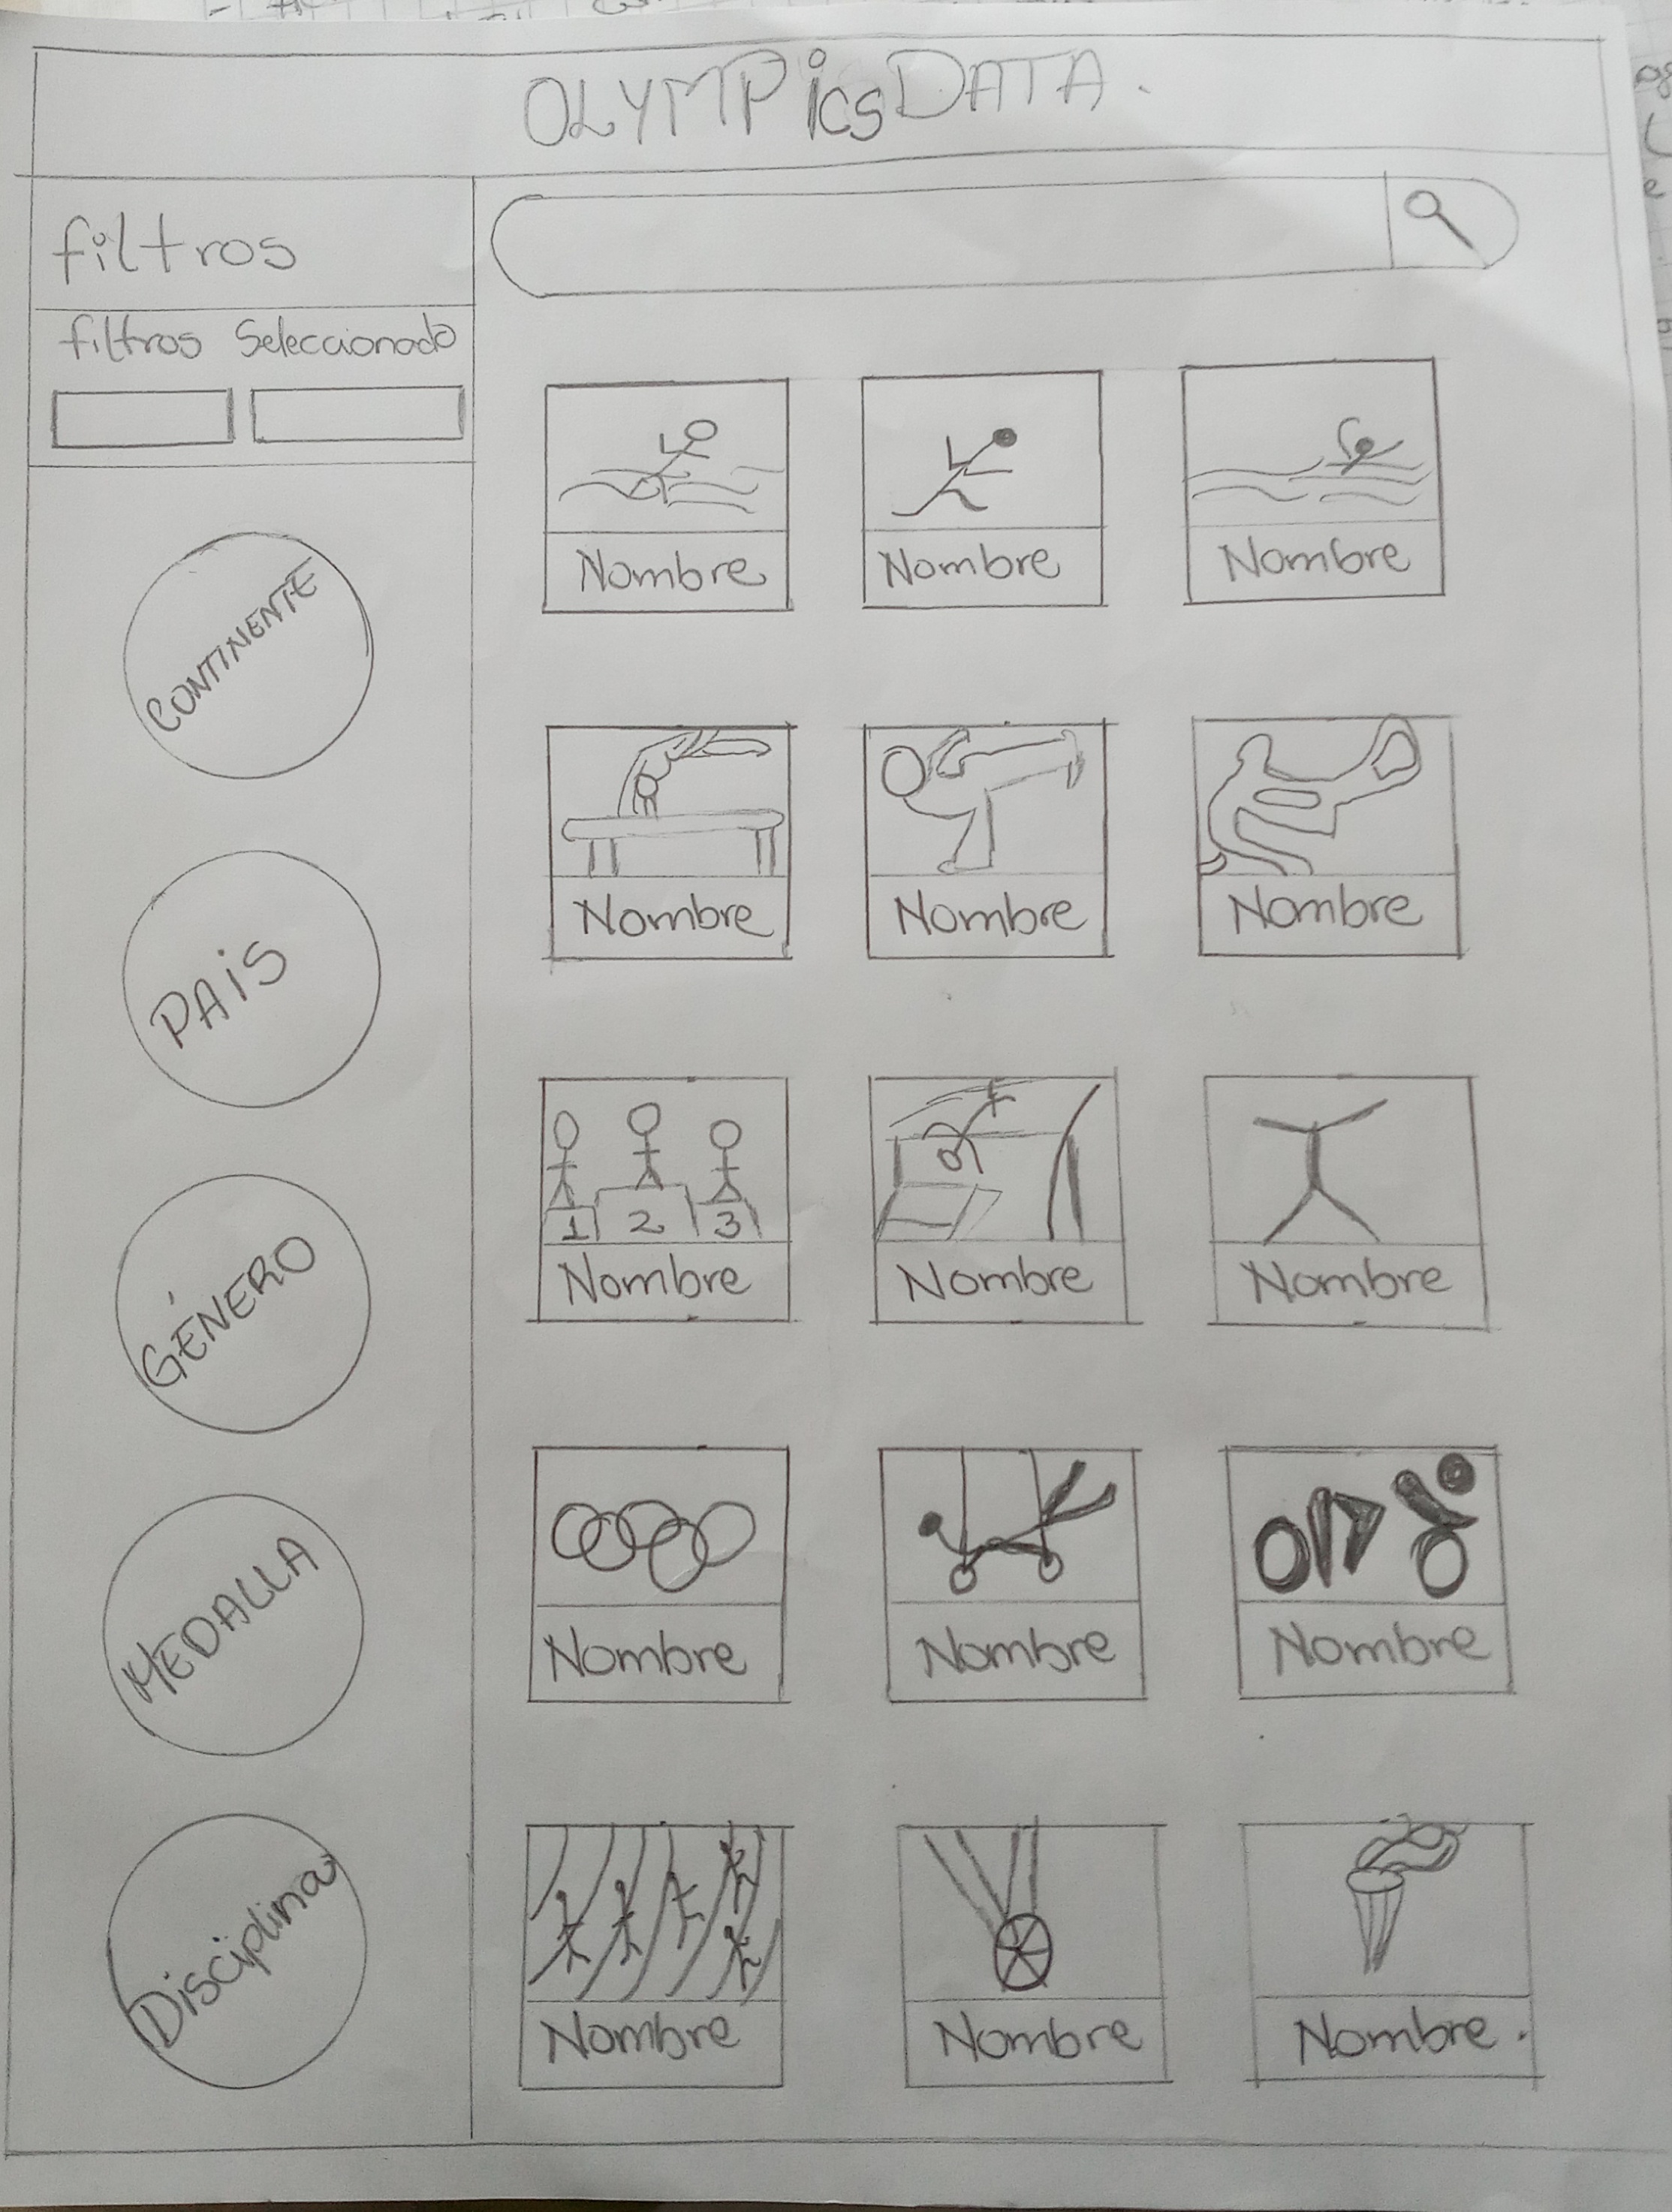 OLYMPicsDATA.
filtros
filtros Seleccionado
CONTINENTE
PAiS
GÉNERO
MEDALLA
Disciplina
Nombre Nombre Nombre
Nombre Nombre Nombre
1 2 3
Nombre Nombre Nombre
Nombre Nombre Nombre
Nombre Nombre Nombre.